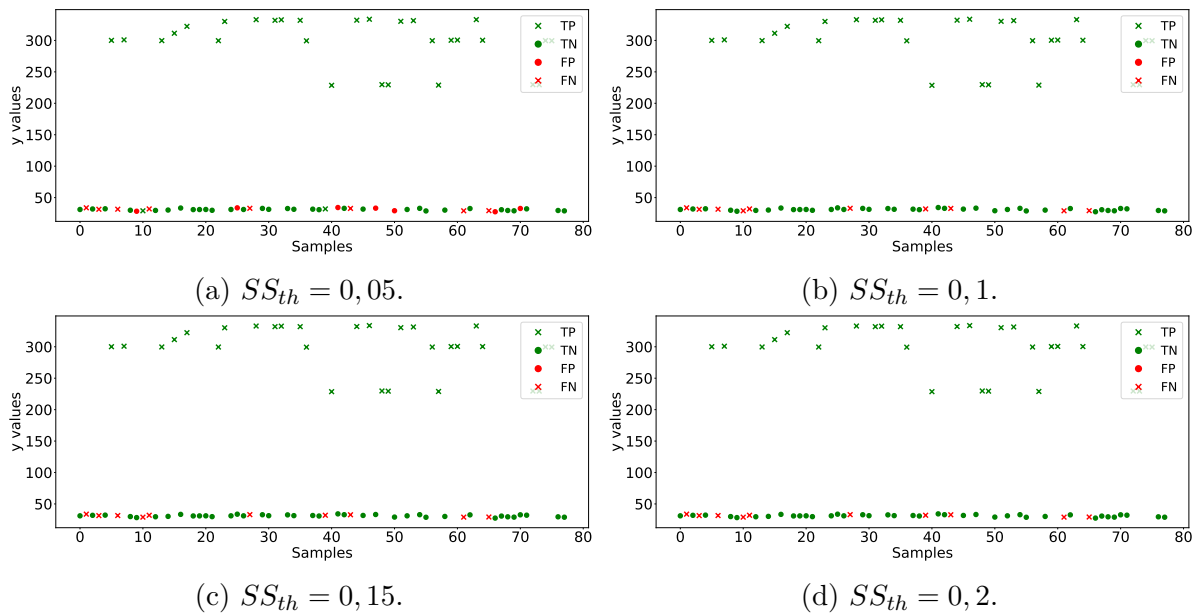 300
250
200
150
100
50
y values
0 10 20 30 40 50 60 70 80
Samples
TP
TN
FP
FN
(a) SS_th = 0, 05.
300
250
200
150
100
50
y values
0 10 20 30 40 50 60 70 80
Samples
TP
TN
FP
FN
(b) SS_th = 0, 1.
300
250
200
150
100
50
y values
0 10 20 30 40 50 60 70 80
Samples
TP
TN
FP
FN
(c) SS_th = 0, 15.
300
250
200
150
100
50
y values
0 10 20 30 40 50 60 70 80
Samples
TP
TN
FP
FN
(d) SS_th = 0, 2.